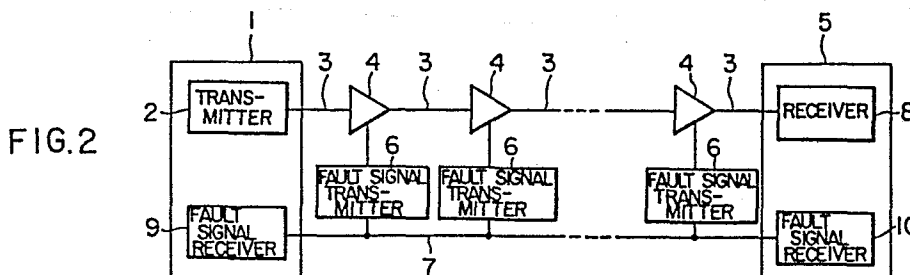 1
5
3 4 3 4 3 4 3
2
TRANS-
MITTER
RECEIVER
8
FIG.2
6
FAULT SIGNAL
TRANS-
MITTER
6
FAULT SIGNAL
TRANS-
MITTER
6
FAULT SIGNAL
TRANS-
MITTER
9
FAULT
SIGNAL
RECEIVER
7
FAULT
SIGNAL
RECEIVER
10